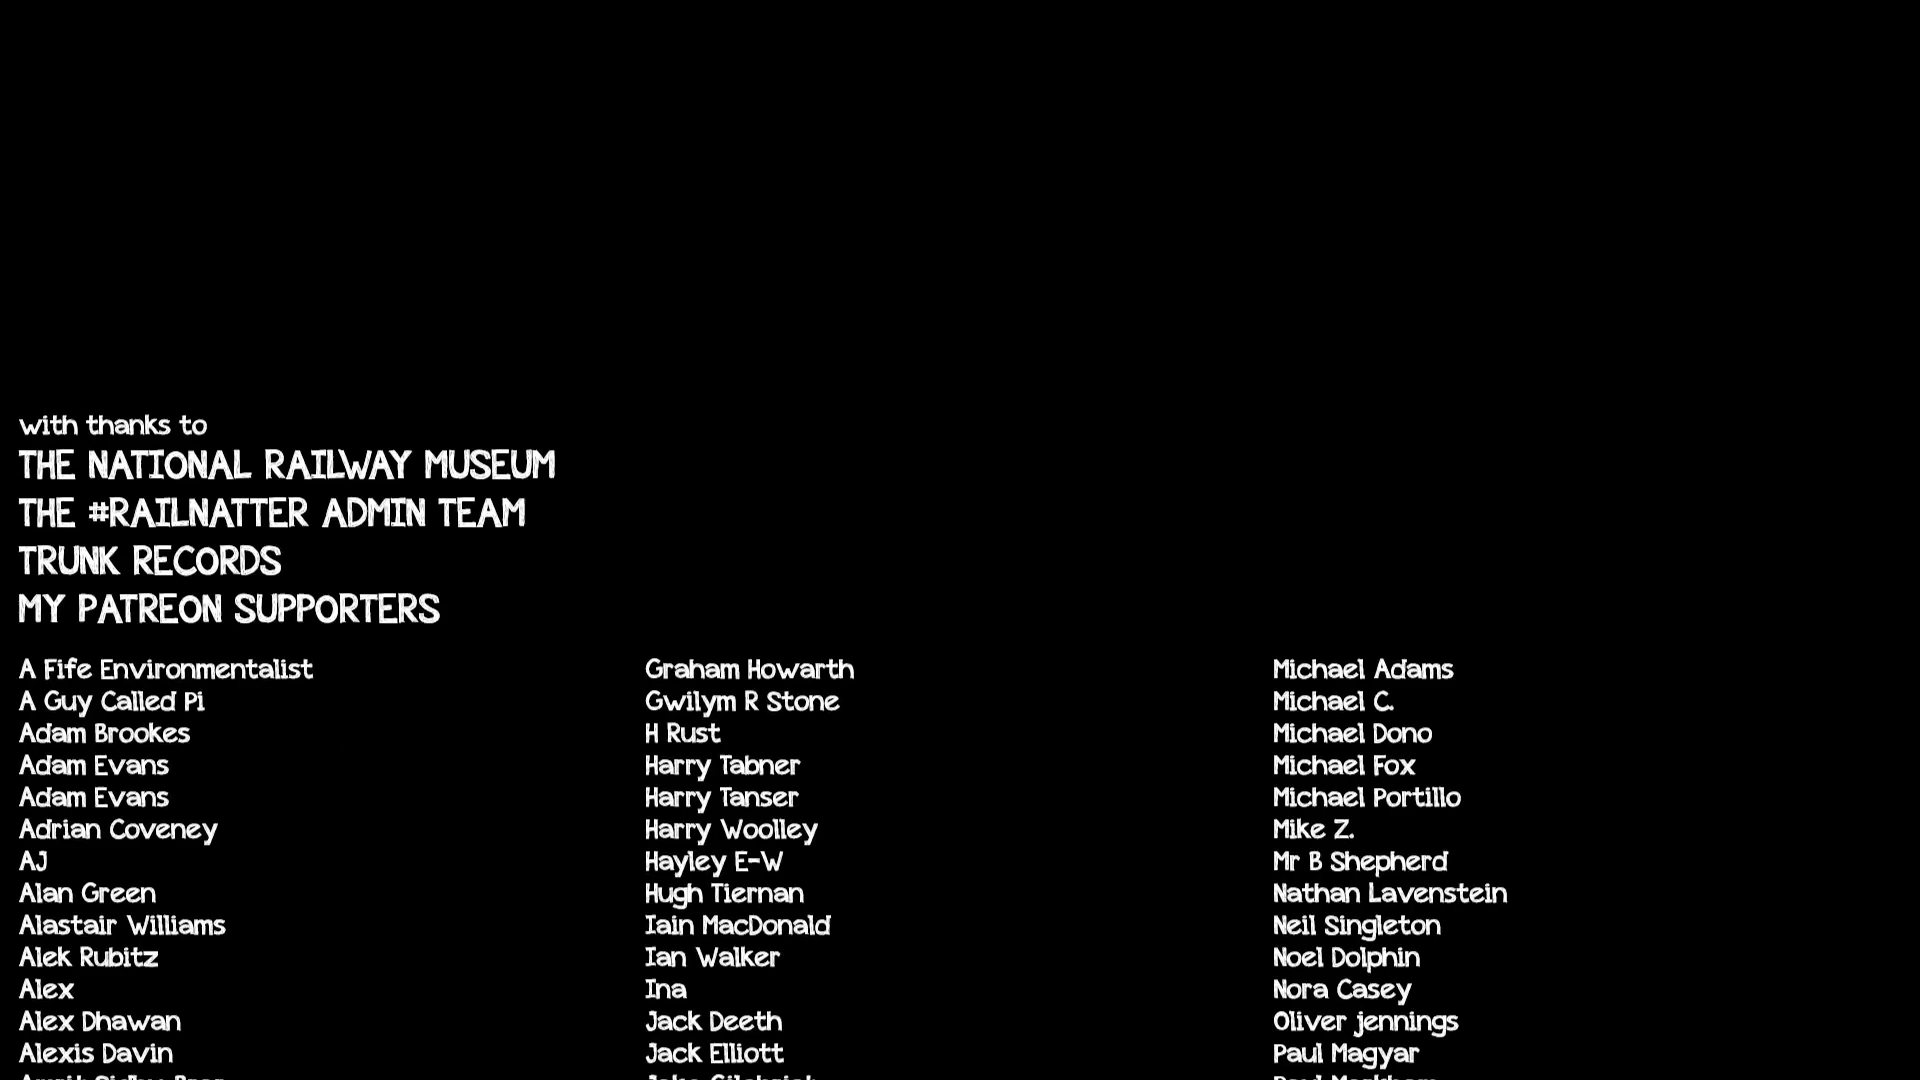 with thanks to
THE NATIONAL RAILWAY MUSEUM
THE #RAILNATTER ADMIN TEAM
TRUNK RECORDS
MY PATREON SUPPORTERS
A Fife Environmentalist
A Guy Called Pi
Adam Brookes
Adam Evans
Adam Evans
Adrian Coveney
AJ
Alan Green
Alastair Williams
Alek Rubitz
Alex
Alex Dhawan
Alexis Davin
Graham Howarth
Gwilym R Stone
H Rust
Harry Tabner
Harry Tanser
Harry Woolley
Hayley E-W
Hugh Tiernan
Iain MacDonald
Ian Walker
Ina
Jack Deeth
Jack Elliott
Michael Adams
Michael C.
Michael Dono
Michael Fox
Michael Portillo
Mike Z.
Mr B Shepherd
Nathan Lavenstein
Neil Singleton
Noel Dolphin
Nora Casey
Oliver jennings
Paul Magyar